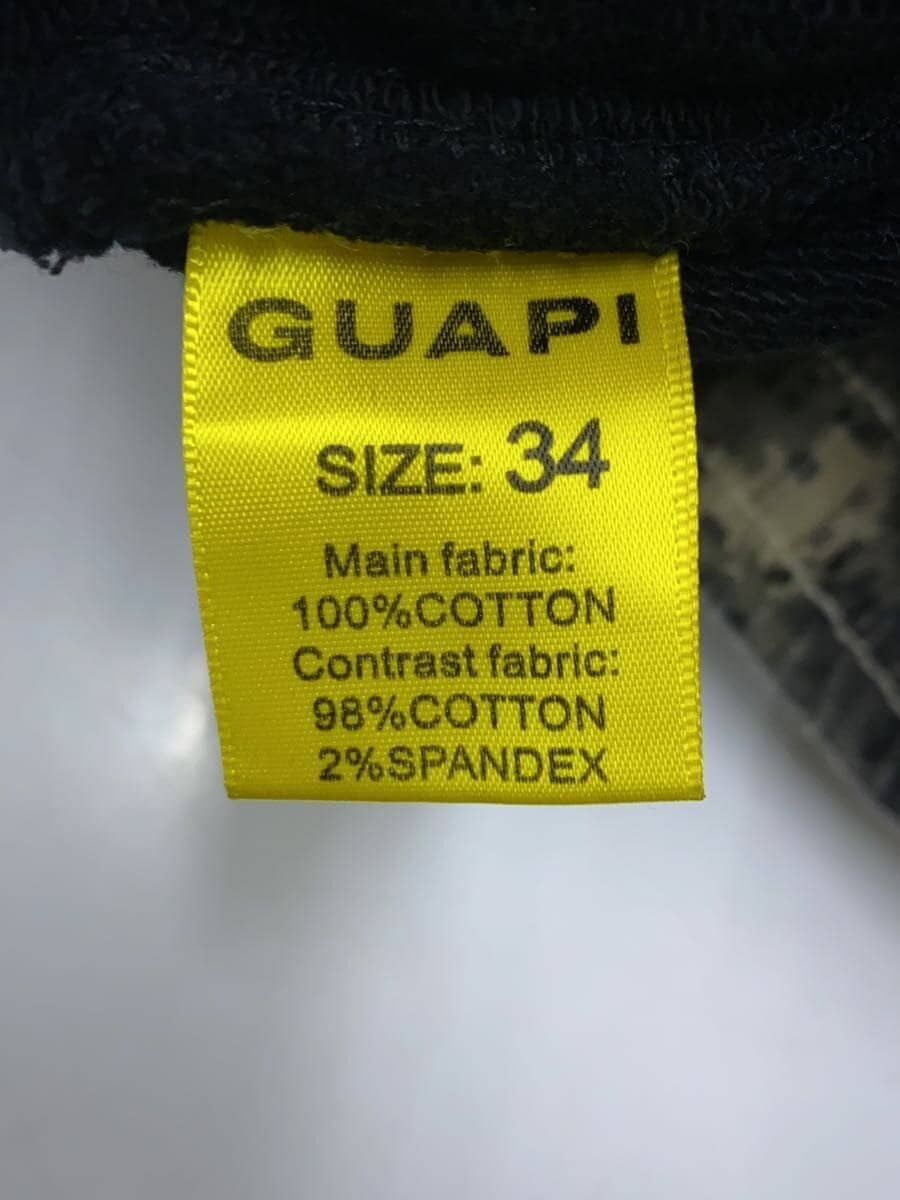 GUAPI
SIZE: 34
Main fabric:
100%COTTON
Contrast fabric:
98%COTTON
2%SPANDEX